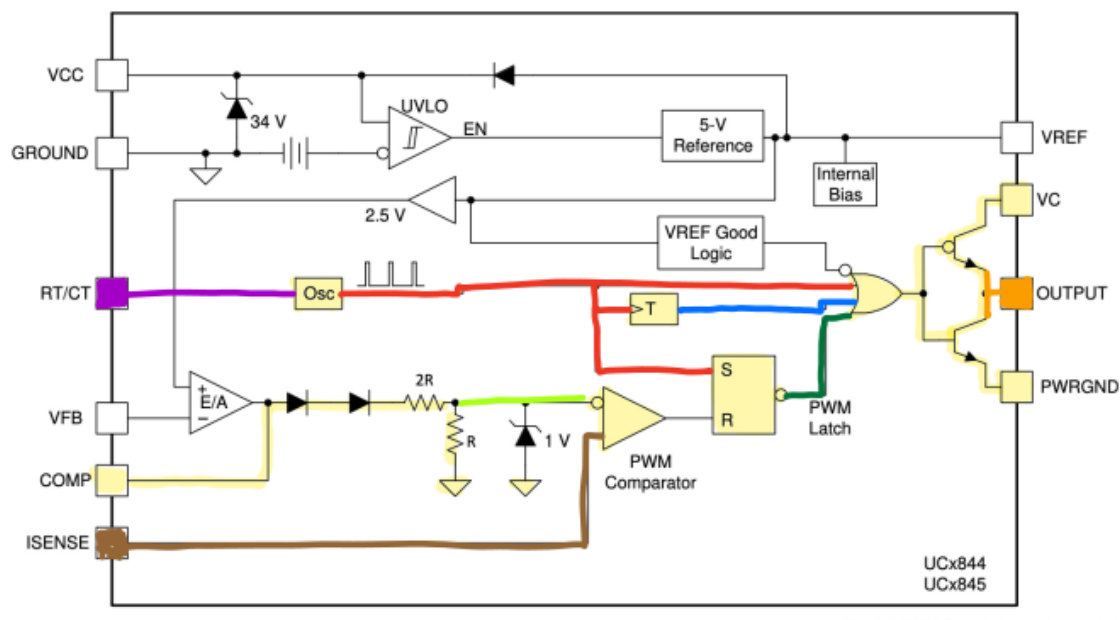 VCC
UVLO
34 V
EN
5-V
Reference
GROUND
VREF
Internal
Bias
VC
2.5 V
VREF Good
Logic
RT/CT
Osc
T
OUTPUT
2R
S
+
E/A
−
VFB
R
1 V
R
PWM
Latch
PWRGND
PWM
Comparator
COMP
ISENSE
UCx844
UCx845